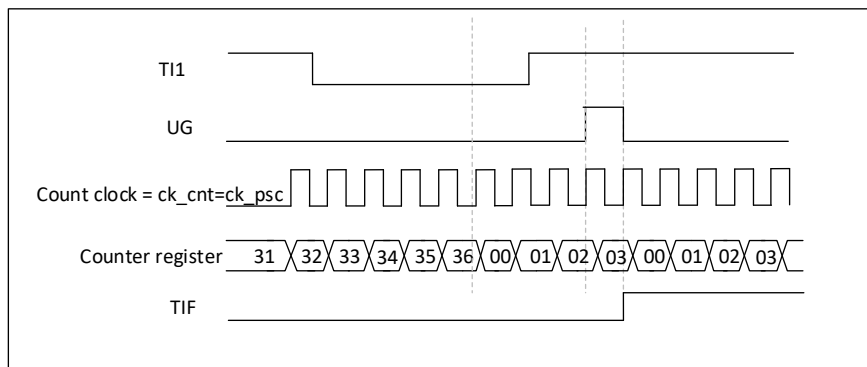 TI1
UG
Count clock = ck_cnt=ck_psc
Counter register 31 32 33 34 35 36 00 01 02 03 00 01 02 03
TIF